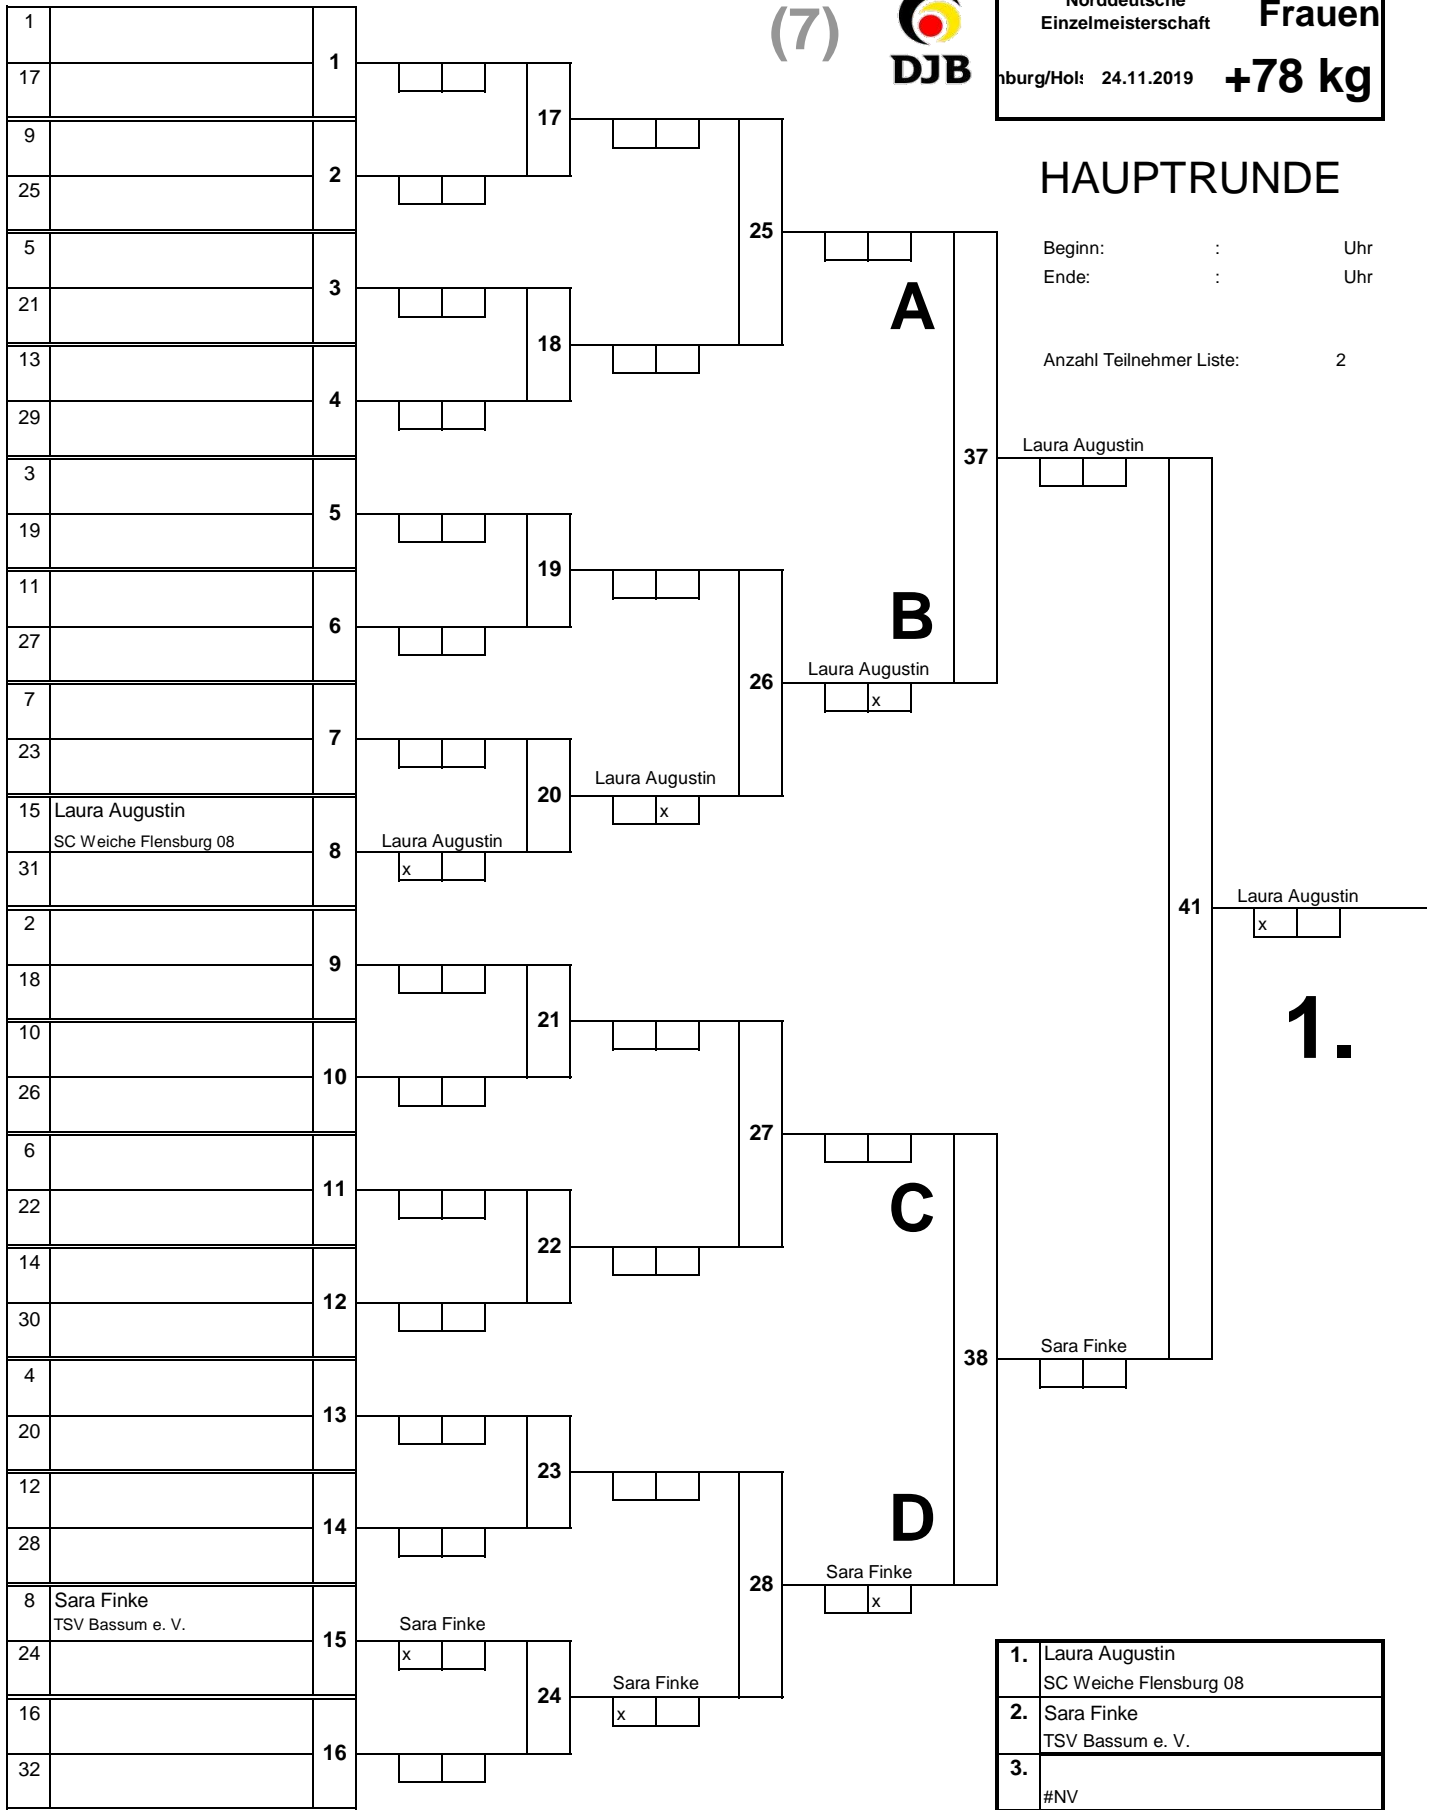 (7)
DJB
Norddeutsche
Einzelmeisterschaft
Frauen
24.11.2019
+78 kg
HAUPTRUNDE
Beginn: : Uhr
Ende: : Uhr
Anzahl Teilnehmer Liste: 2
1
17
1
9
25
2
17
5
21
3
13
29
4
18
25
A
3
19
5
11
27
6
19
7
23
7
15 Laura Augustin
SC Weiche Flensburg 08
31
8
Laura Augustin
x
20
Laura Augustin
x
26
B
Laura Augustin
x
37
Laura Augustin
2
18
9
10
26
10
21
6
22
11
14
30
12
22
27
C
4
20
13
12
28
14
23
8 Sara Finke
TSV Bassum e. V.
24
15
Sara Finke
x
16
32
16
24
Sara Finke
x
28
D
Sara Finke
x
38
Sara Finke
41
Laura Augustin
x
1.
1. Laura Augustin
SC Weiche Flensburg 08
2. Sara Finke
TSV Bassum e. V.
3.
#NV